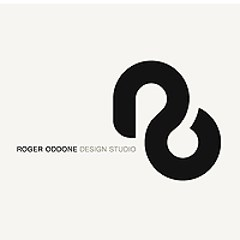 ROGER ODDONE DESIGN STUDIO